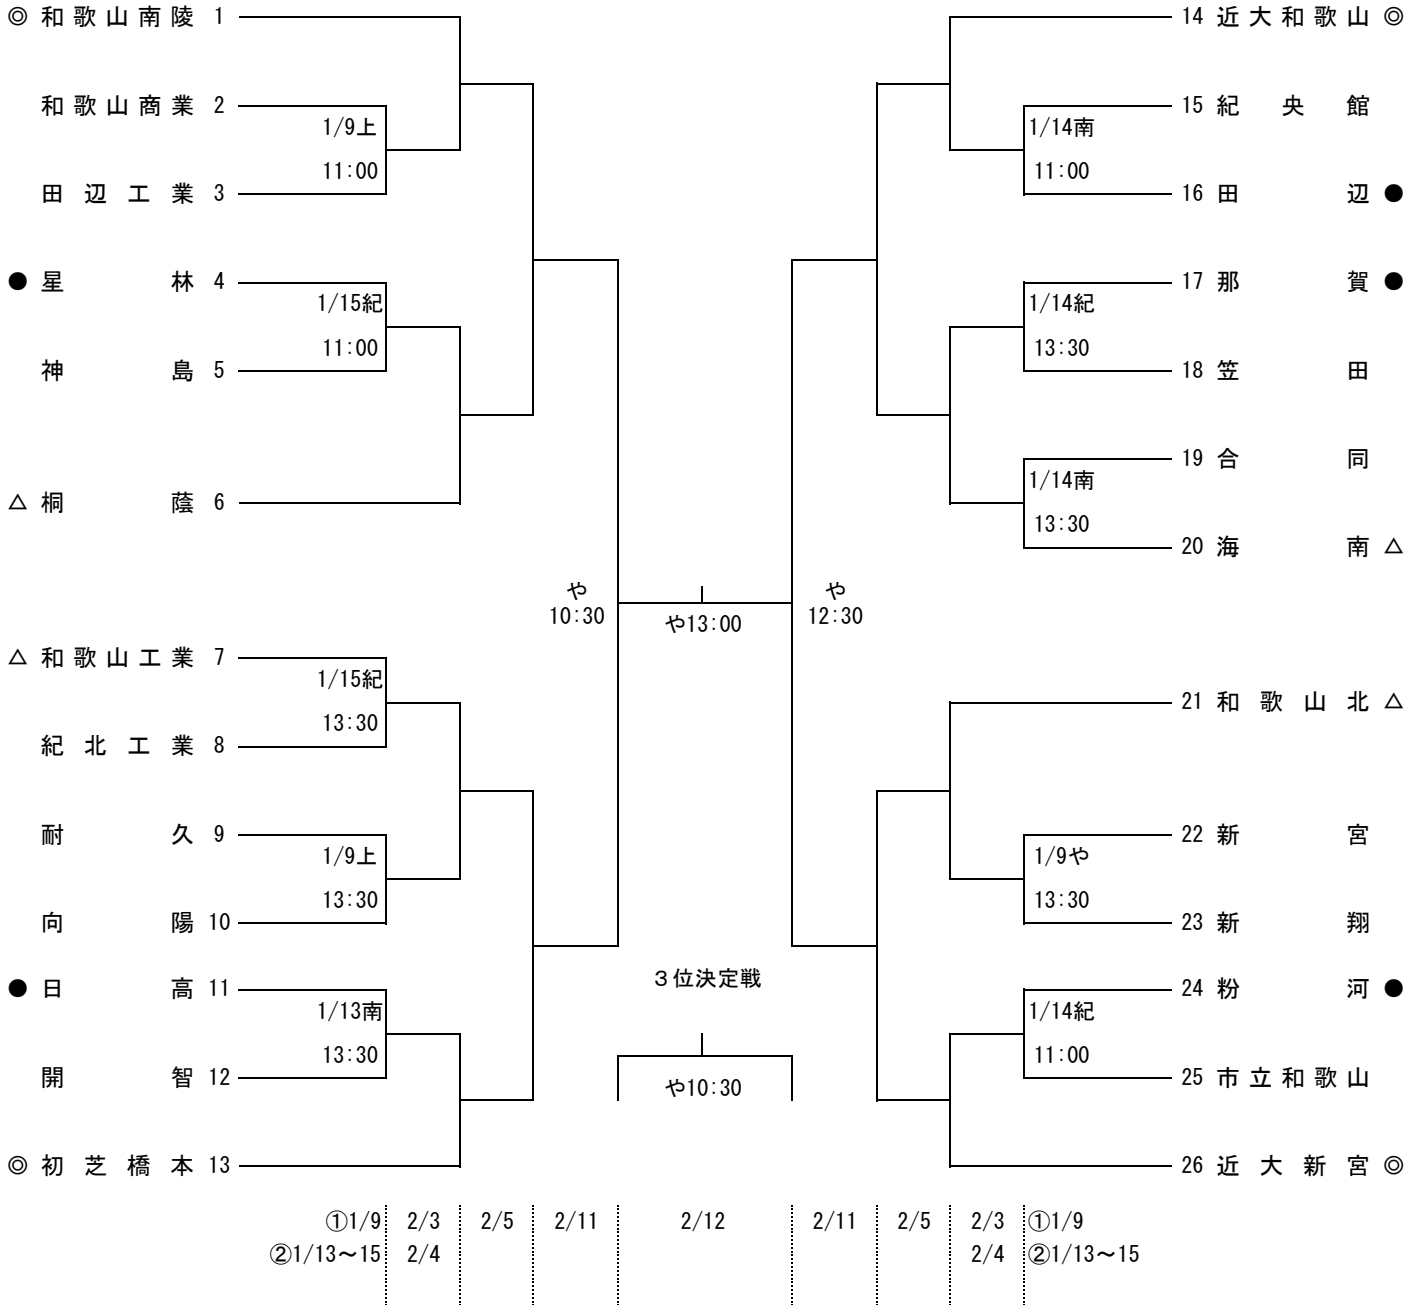 ◎ 和歌山南陵 1
和歌山商業 2
1/9上
11:00
田辺工業 3
● 星林 4
1/15紀
11:00
神島 5
△ 桐蔭 6
や
10:30
△ 和歌山工業 7
1/15紀
13:30
紀北工業 8
耐久 9
1/9上
13:30
向陽 10
● 日高 11
1/13南
13:30
開智 12
◎ 初芝橋本 13
や13:00
3位決定戦
や10:30
14 近大和歌山 ◎
15 紀央館
1/14南
11:00
16 田辺 ●
17 那賀 ●
1/14紀
13:30
18 笠田
19 合同
1/14南
13:30
20 海南 △
や
12:30
21 和歌山北 △
22 新宮
1/9や
13:30
23 新翔
24 粉河 ●
1/14紀
11:00
25 市立和歌山
26 近大新宮 ◎
①1/9 2/3 2/5 2/11 2/12 2/11 2/5 2/3 ①1/9
②1/13～15 2/4 2/4 ②1/13～15